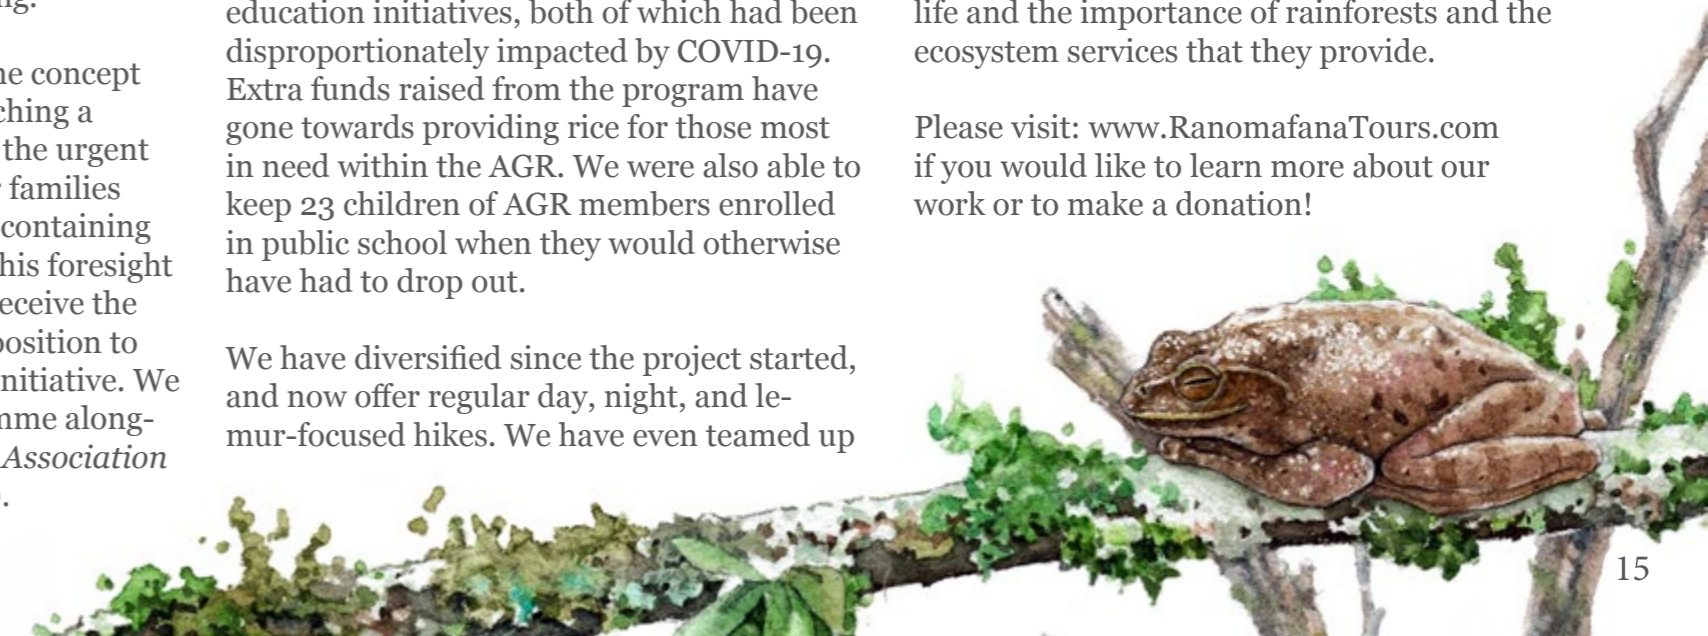 ng.
ne concept
ching a
the urgent
families
containing
his foresight
eceive the
position to
nitiative. We
mme along-
Association
education initiatives, both of which had been
disproportionately impacted by COVID-19.
Extra funds raised from the program have
gone towards providing rice for those most
in need within the AGR. We were also able to
keep 23 children of AGR members enrolled
in public school when they would otherwise
have had to drop out.
We have diversified since the project started,
and now offer regular day, night, and le-
mur-focused hikes. We have even teamed up
life and the importance of rainforests and the
ecosystem services that they provide.
Please visit: www.RanomafanaTours.com
if you would like to learn more about our
work or to make a donation!
15